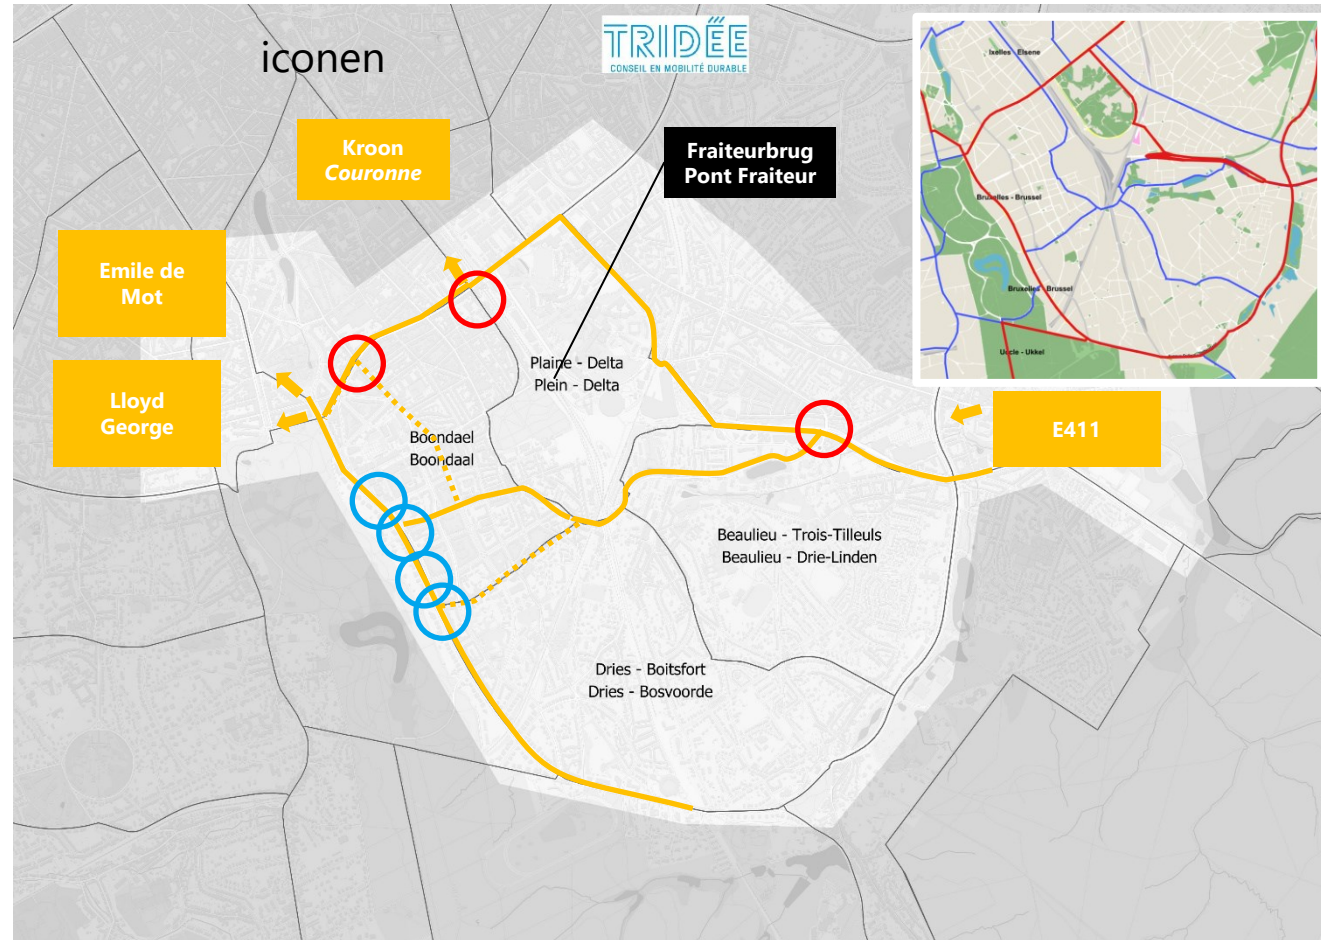 iconen
TRIDËE
CONSEIL EN MOBILITÉ DURABLE
Kroon
Couronne
Fraiteurbrug
Pont Fraiteur
Emile de
Mot
Lloyd
George
E411
Plaine - Delta
Plein - Delta
Boondael
Boondaal
Beaulieu - Trois-Tilleuls
Beaulieu - Drie-Linden
Dries - Boitsfort
Dries - Bosvoorde
Ixelles - Elsene
Bruxelles - Brussel
Bruxelles - Brussel
Uccle - Ukkel